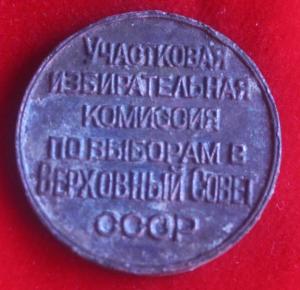 УЧАСТКОВАЯ
ИЗБИРАТЕЛЬНАЯ
КОМИССИЯ
ПО ВЫБОРАМ В
ВЕРХОВНЫЙ СОВЕТ
СССР